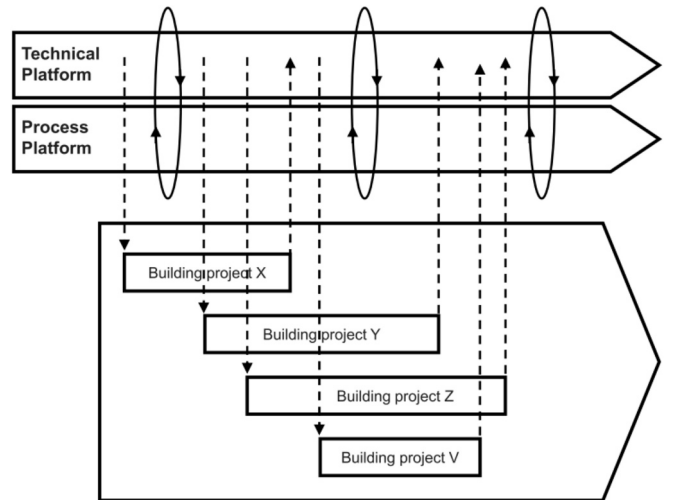 Technical
Platform
Process
Platform
Building project X
Building project Y
Building project Z
Building project V